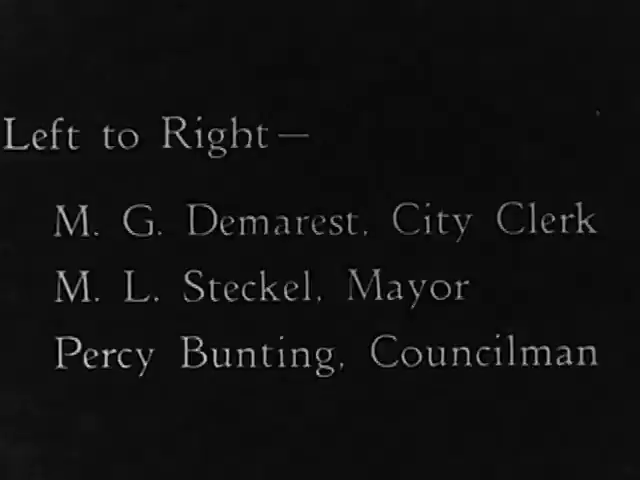 Left to Right—
M. G. Demarest, City Clerk
M. L. Steckel, Mayor
Percy Bunting, Councilman